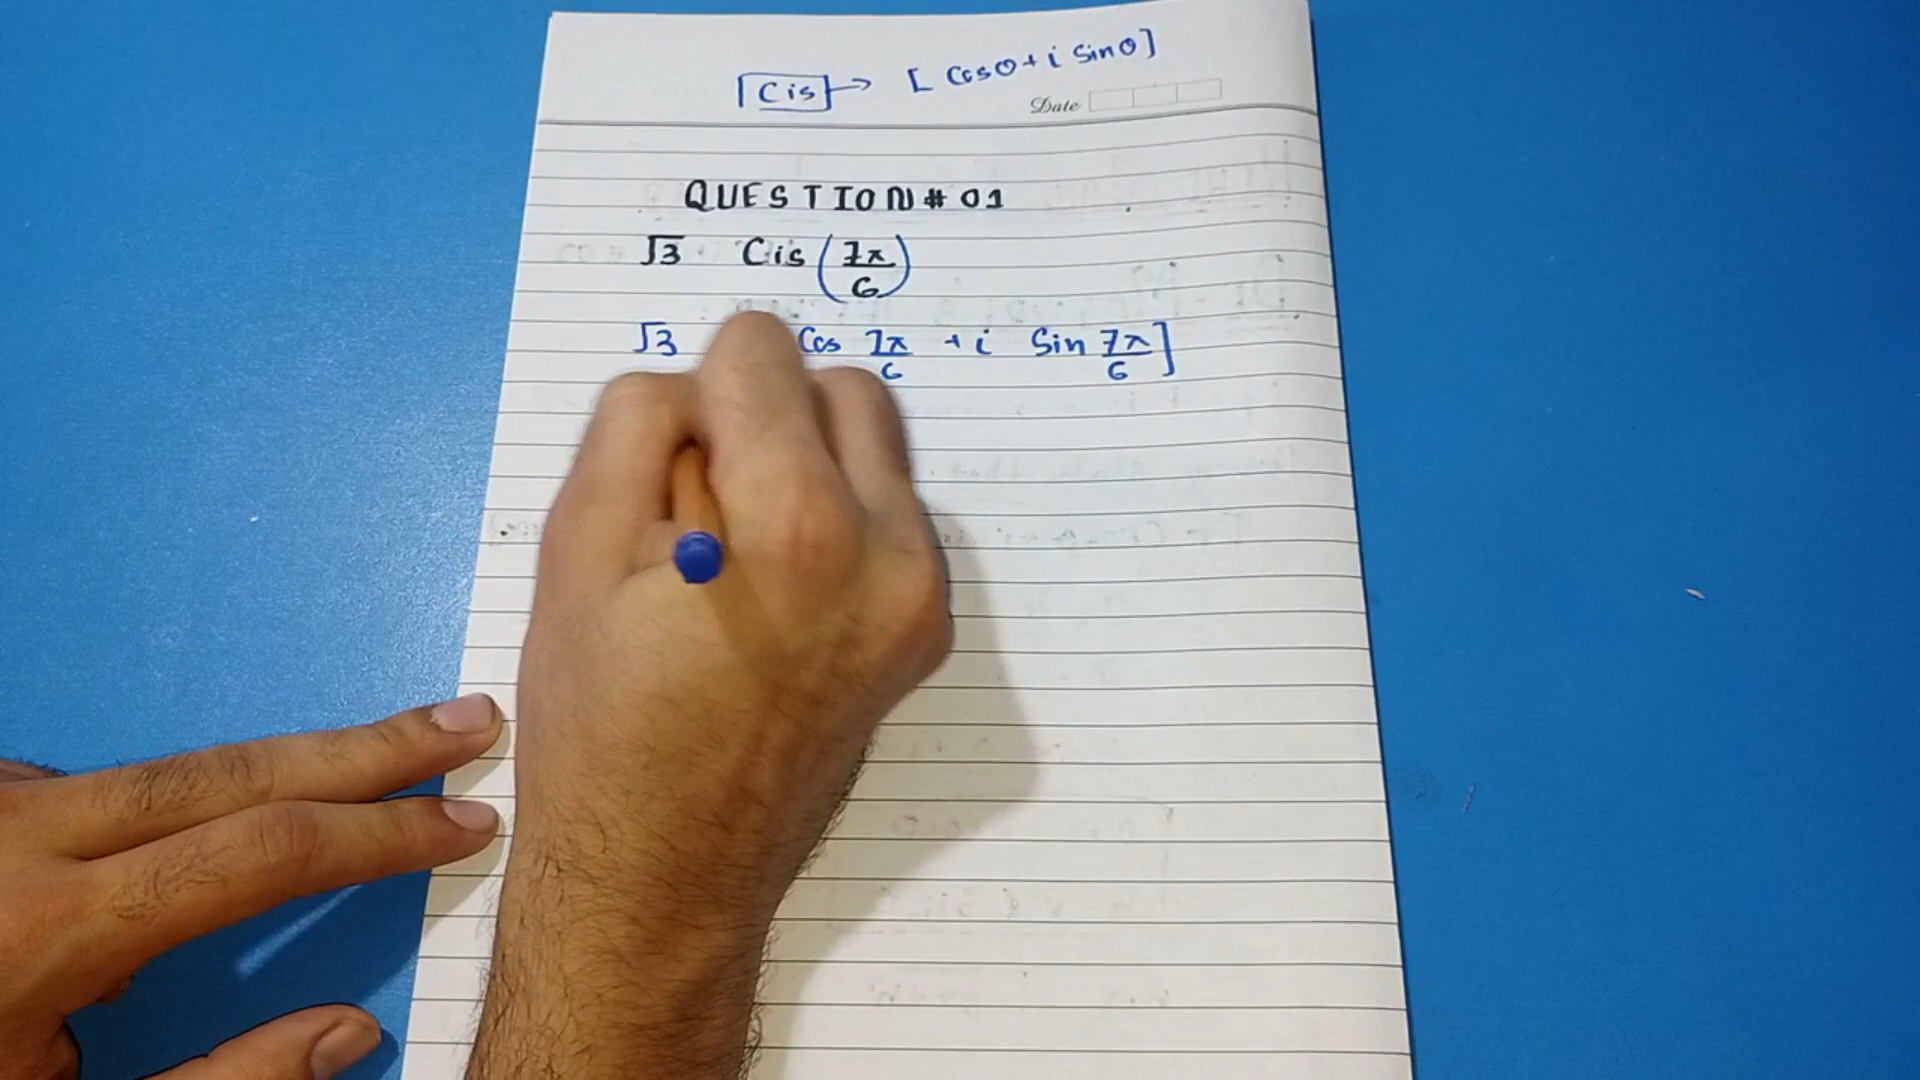 Cis → [ Cosθ + i Sinθ ]
Date
QUESTION # 01
√3 Cis (7π/6)
√3 Cos 7π/6 + i Sin 7π/6 ]